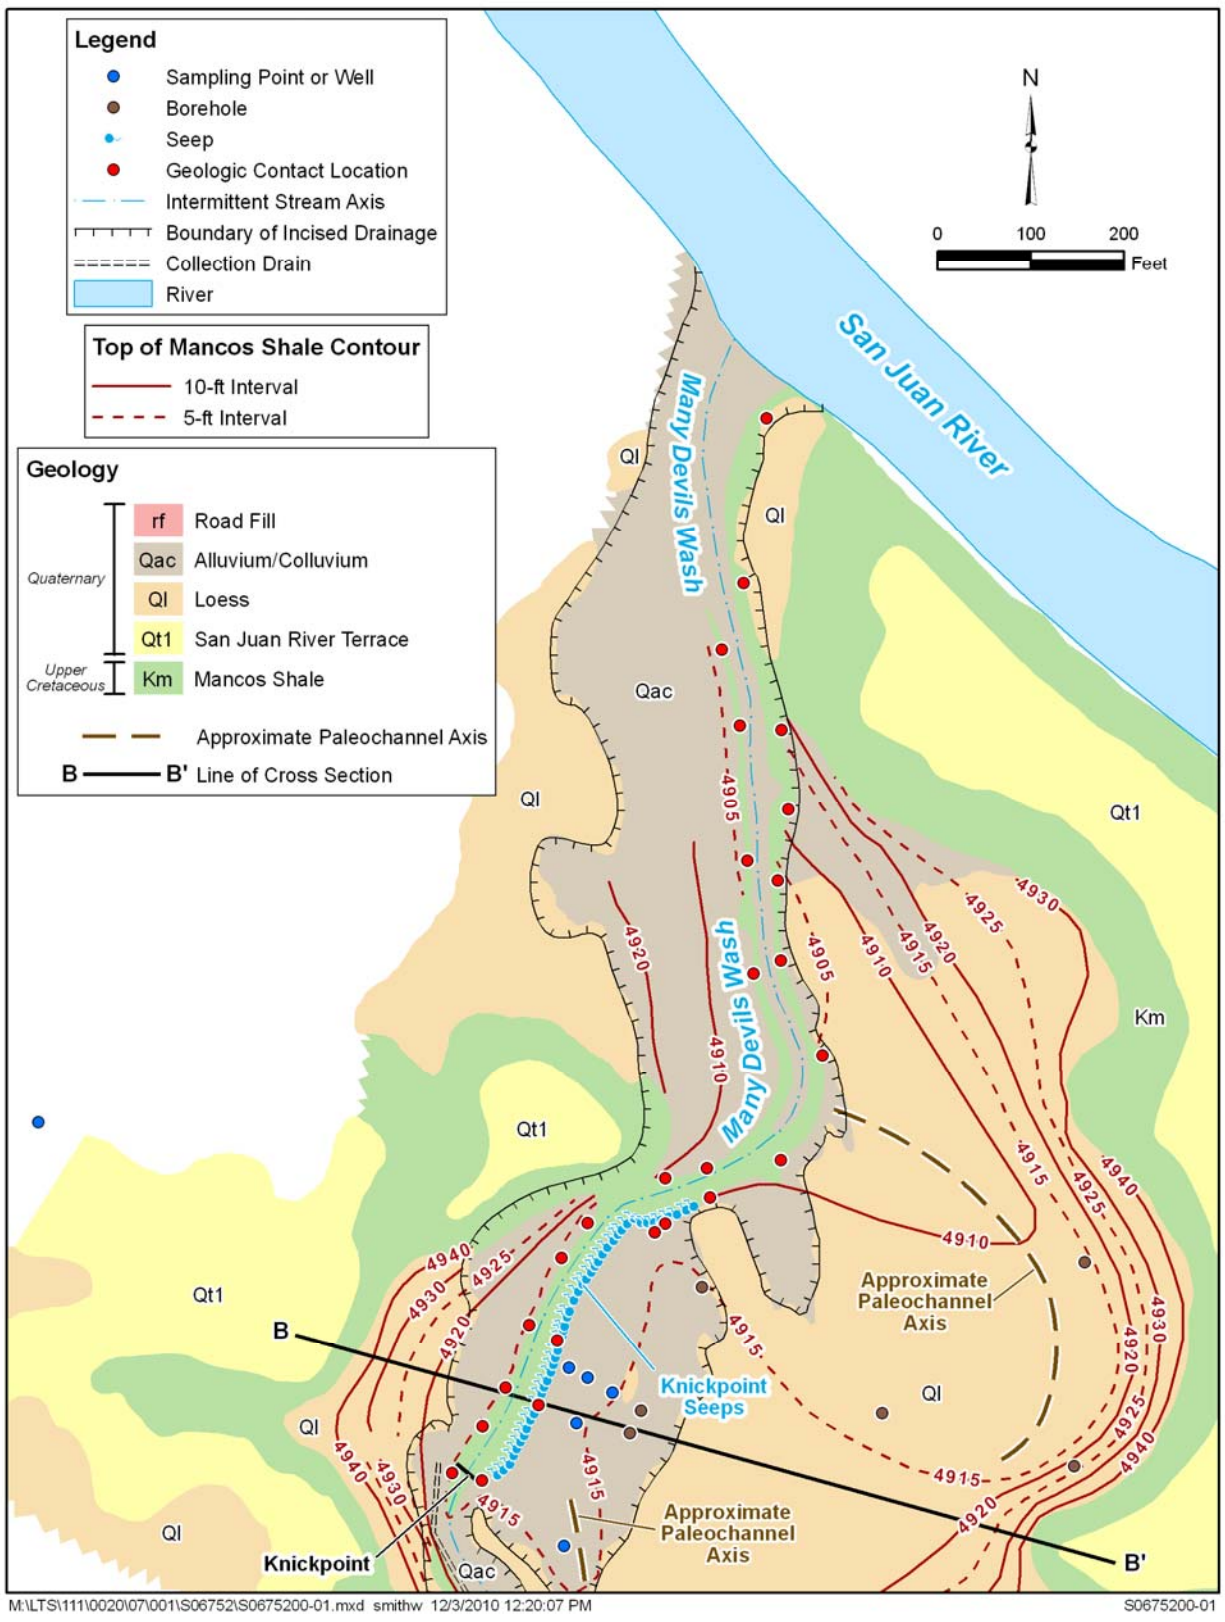 Legend
Sampling Point or Well
Borehole
Seep
Geologic Contact Location
Intermittent Stream Axis
Boundary of Incised Drainage
Collection Drain
River
Top of Mancos Shale Contour
10-ft Interval
5-ft Interval
Geology
Quaternary
rf Road Fill
Qac Alluvium/Colluvium
Ql Loess
Qt1 San Juan River Terrace
Upper
Cretaceous
Km Mancos Shale
Approximate Paleochannel Axis
B B' Line of Cross Section
N
0 100 200
Feet
San Juan River
Many Devils Wash
Ql
Ql
Qac
4905
Ql
Qt1
4930
4925
4920
4915
4910
4905
4920
Many Devils Wash
4910
Km
Qt1
4915
4925
4940
4910
4940
4925
4930
4920
Qt1
Approximate
Paleochannel
Axis
4915
4930
4920
B
Knickpoint
Seeps
Ql
Ql
4925
4940
4940
4930
4915
4915
4915
4920
Approximate
Paleochannel
Axis
Ql
Knickpoint
Qac
B'
M:\LTS\111\0020\07\001\S06752\S0675200-01.mxd smithw 12/3/2010 12:20:07 PM
S0675200-01